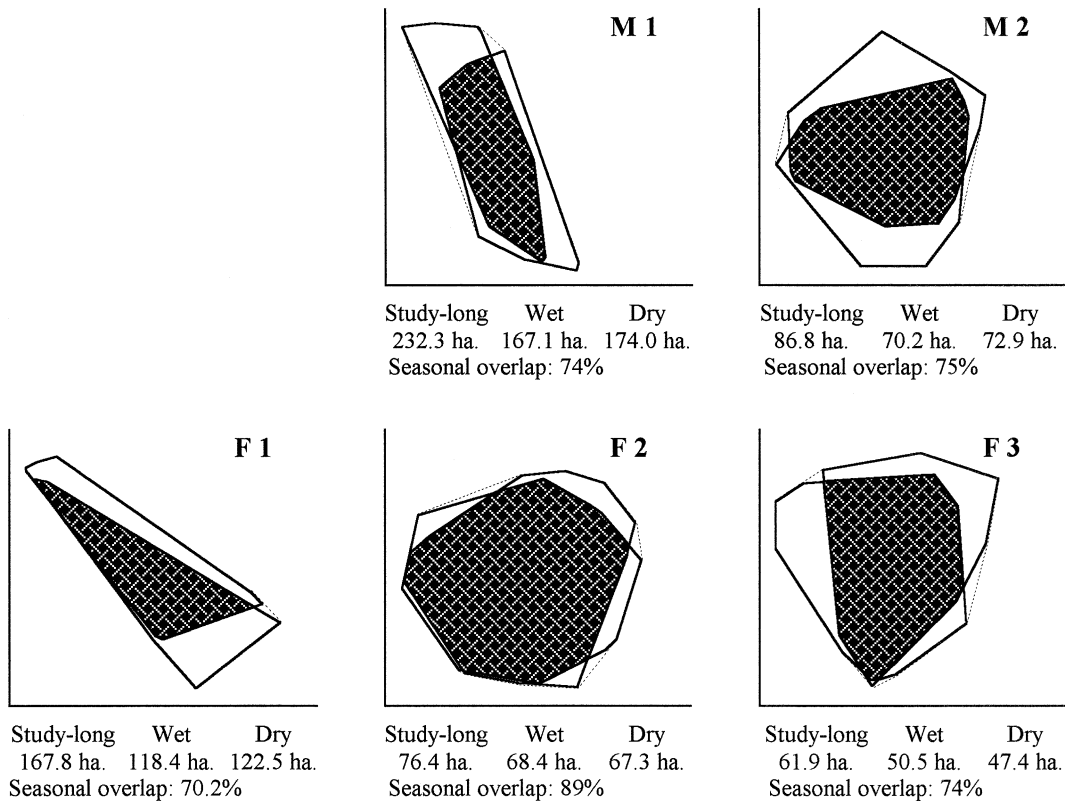 M 1
Study-long Wet Dry
232.3 ha. 167.1 ha. 174.0 ha.
Seasonal overlap: 74%
M 2
Study-long Wet Dry
86.8 ha. 70.2 ha. 72.9 ha.
Seasonal overlap: 75%
F 1
Study-long Wet Dry
167.8 ha. 118.4 ha. 122.5 ha.
Seasonal overlap: 70.2%
F 2
Study-long Wet Dry
76.4 ha. 68.4 ha. 67.3 ha.
Seasonal overlap: 89%
F 3
Study-long Wet Dry
61.9 ha. 50.5 ha. 47.4 ha.
Seasonal overlap: 74%